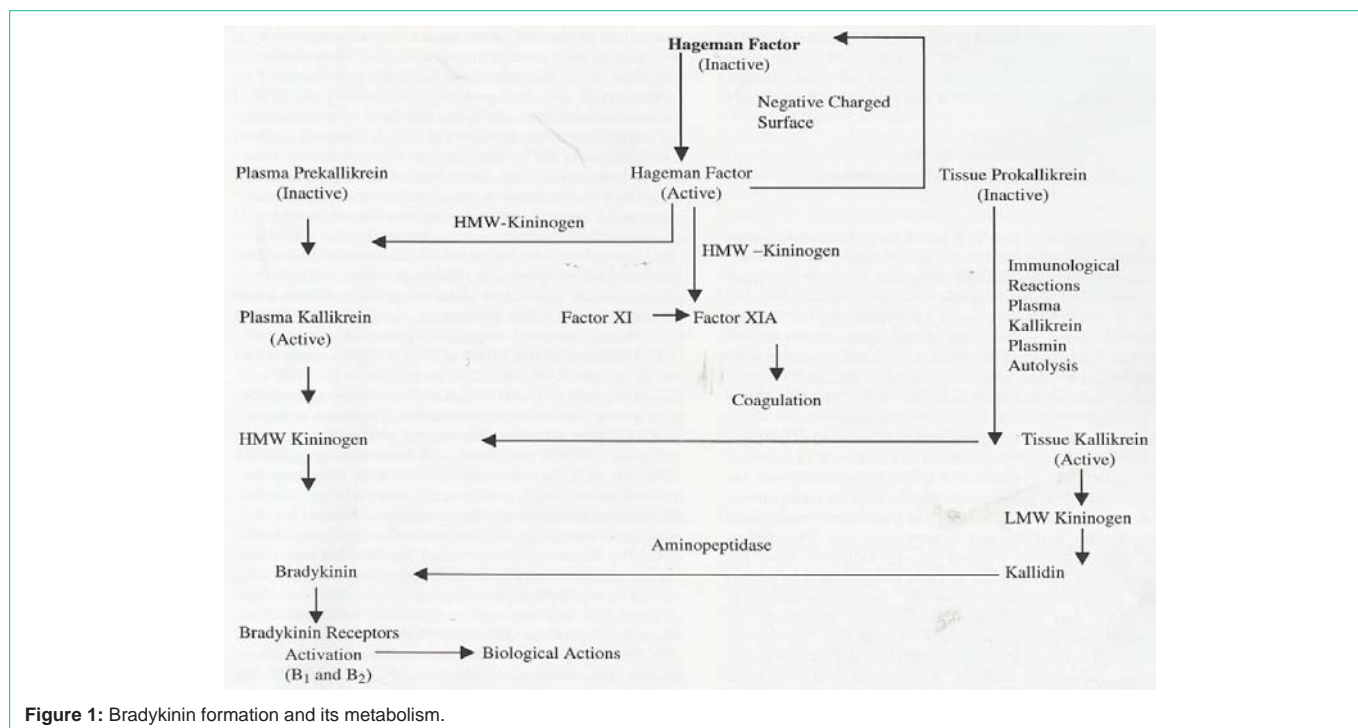 Hageman Factor
(Inactive)
Negative Charged
Surface
Plasma Prekallikrein
(Inactive)
Hageman Factor
(Active)
Tissue Prokallikrein
(Inactive)
HMW-Kininogen
HMW –Kininogen
Immunological
Reactions
Plasma
Kallikrein
Plasmin
Autolysis
Plasma Kallikrein
(Active)
Factor XI
Factor XIA
Coagulation
HMW Kininogen
Tissue Kallikrein
(Active)
LMW Kininogen
Aminopeptidase
Bradykinin
Kallidin
Bradykinin Receptors
Activation
(B1 and B2)
Biological Actions
Figure 1: Bradykinin formation and its metabolism.